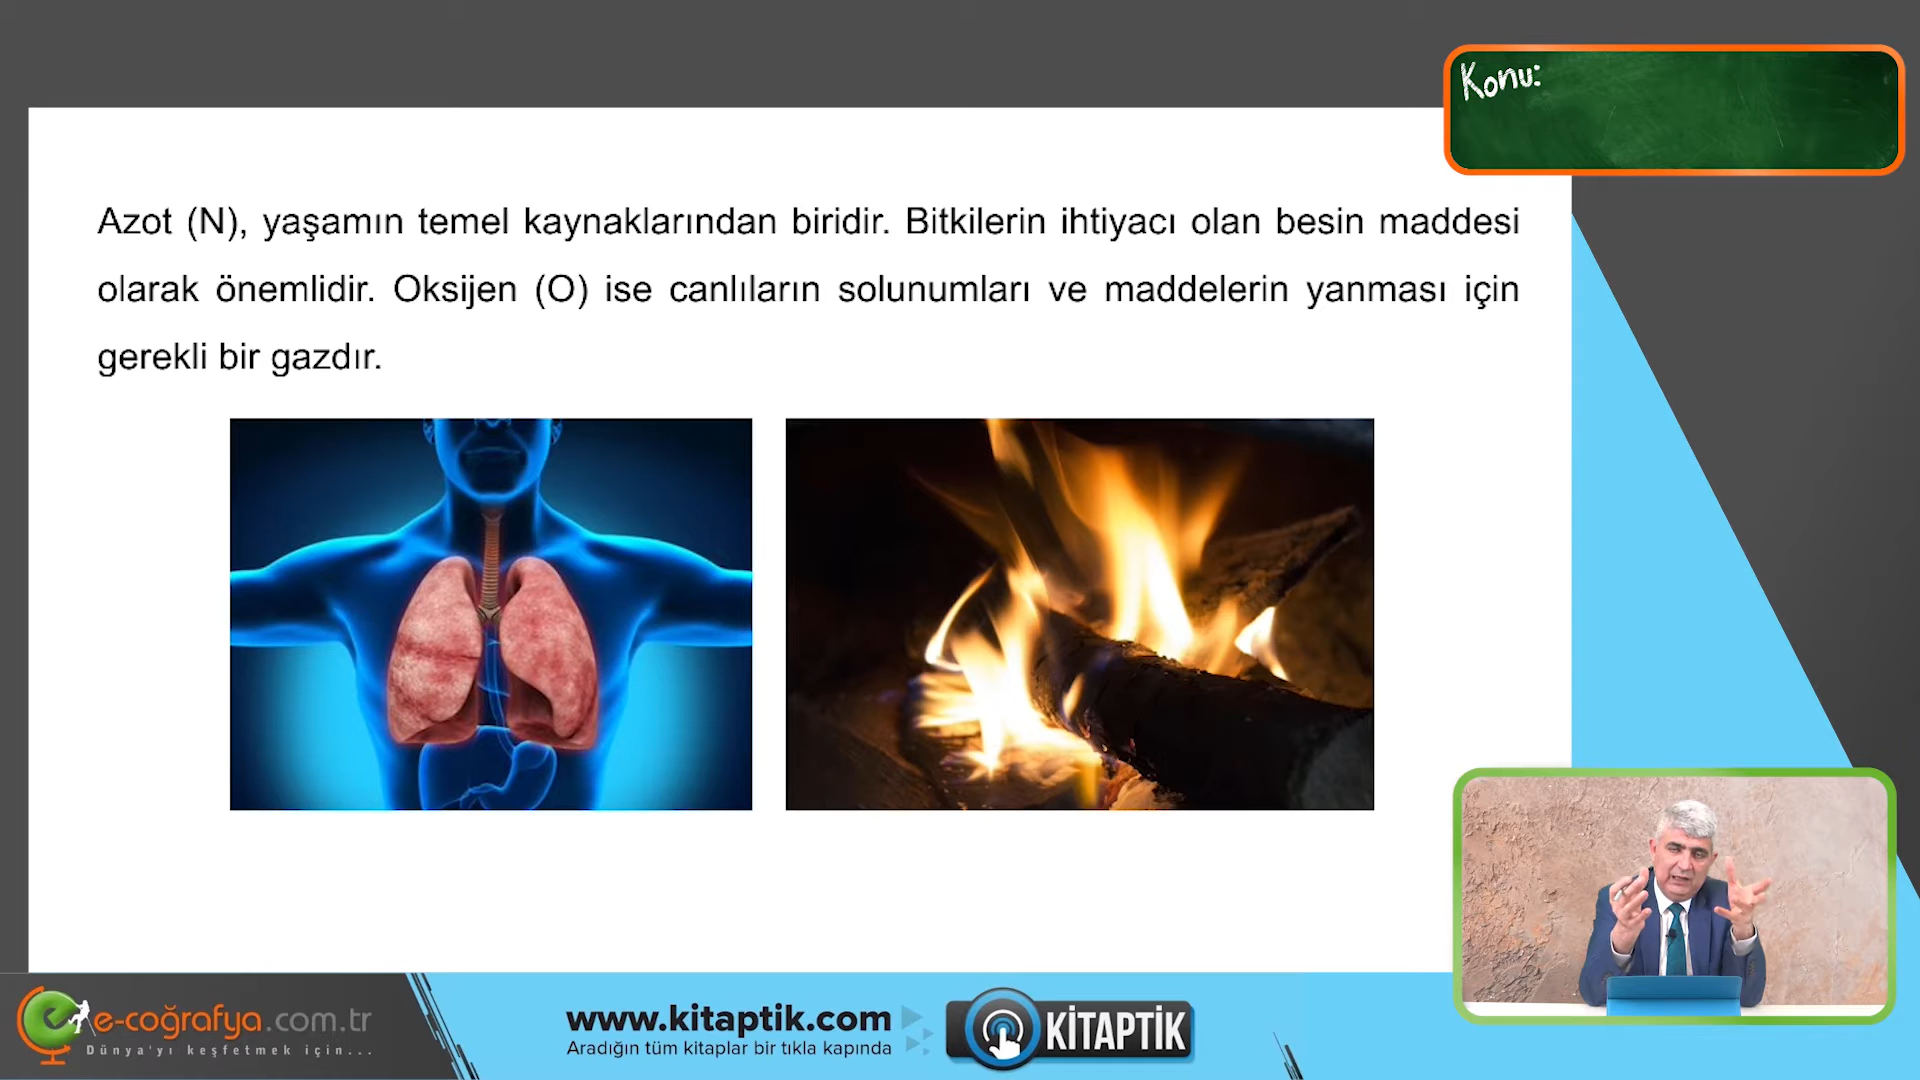 Konu:
Azot (N), yaşamın temel kaynaklarından biridir. Bitkilerin ihtiyacı olan besin maddesi
olarak önemlidir. Oksijen (O) ise canlıların solunumları ve maddelerin yanması için
gerekli bir gazdır.
e-coğrafya.com.tr
Dünya'yı keşfetmek için...
www.kitaptik.com
Aradığın tüm kitaplar bir tıkla kapında
KİTAPTIK